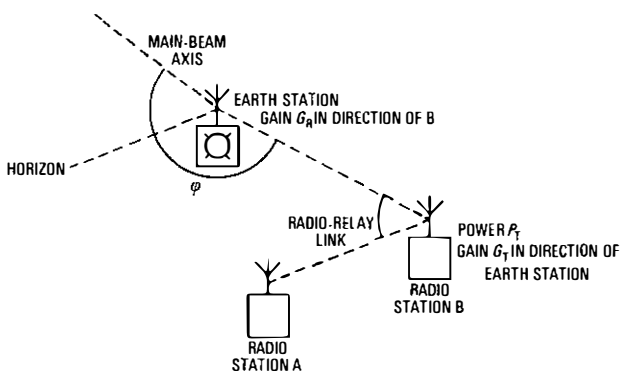 MAIN-BEAM
AXIS
EARTH STATION
GAIN G_R IN DIRECTION OF B
HORIZON
φ
RADIO-RELAY
LINK
POWER P_T
GAIN G_T IN DIRECTION OF
EARTH STATION
RADIO
STATION B
RADIO
STATION A